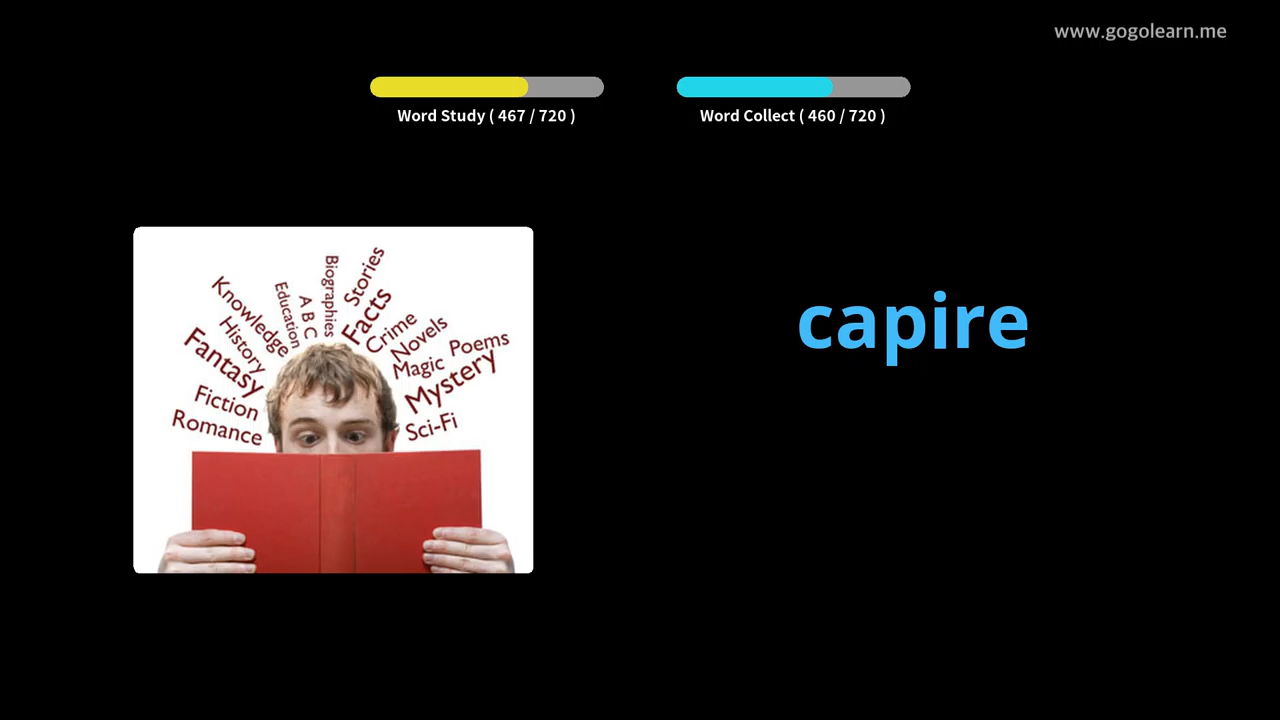 www.gogolearn.me
Word Study ( 467 / 720 )
Word Collect ( 460 / 720 )
Knowledge
Education
A B C
Biographies
Stories
Facts
History
Crime
Novels
Fantasy
Magic
Poems
Mystery
Fiction
Romance
Sci-Fi
capire